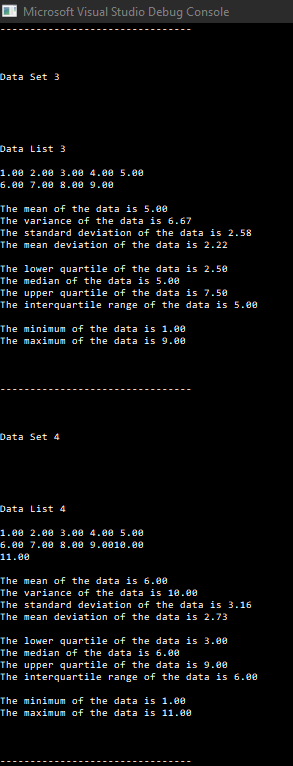 Microsoft Visual Studio Debug Console
--------------------------------
Data Set 3
Data List 3
1.00 2.00 3.00 4.00 5.00
6.00 7.00 8.00 9.00
The mean of the data is 5.00
The variance of the data is 6.67
The standard deviation of the data is 2.58
The mean deviation of the data is 2.22
The lower quartile of the data is 2.50
The median of the data is 5.00
The upper quartile of the data is 7.50
The interquartile range of the data is 5.00
The minimum of the data is 1.00
The maximum of the data is 9.00
--------------------------------
Data Set 4
Data List 4
1.00 2.00 3.00 4.00 5.00
6.00 7.00 8.00 9.0010.00
11.00
The mean of the data is 6.00
The variance of the data is 10.00
The standard deviation of the data is 3.16
The mean deviation of the data is 2.73
The lower quartile of the data is 3.00
The median of the data is 6.00
The upper quartile of the data is 9.00
The interquartile range of the data is 6.00
The minimum of the data is 1.00
The maximum of the data is 11.00
--------------------------------